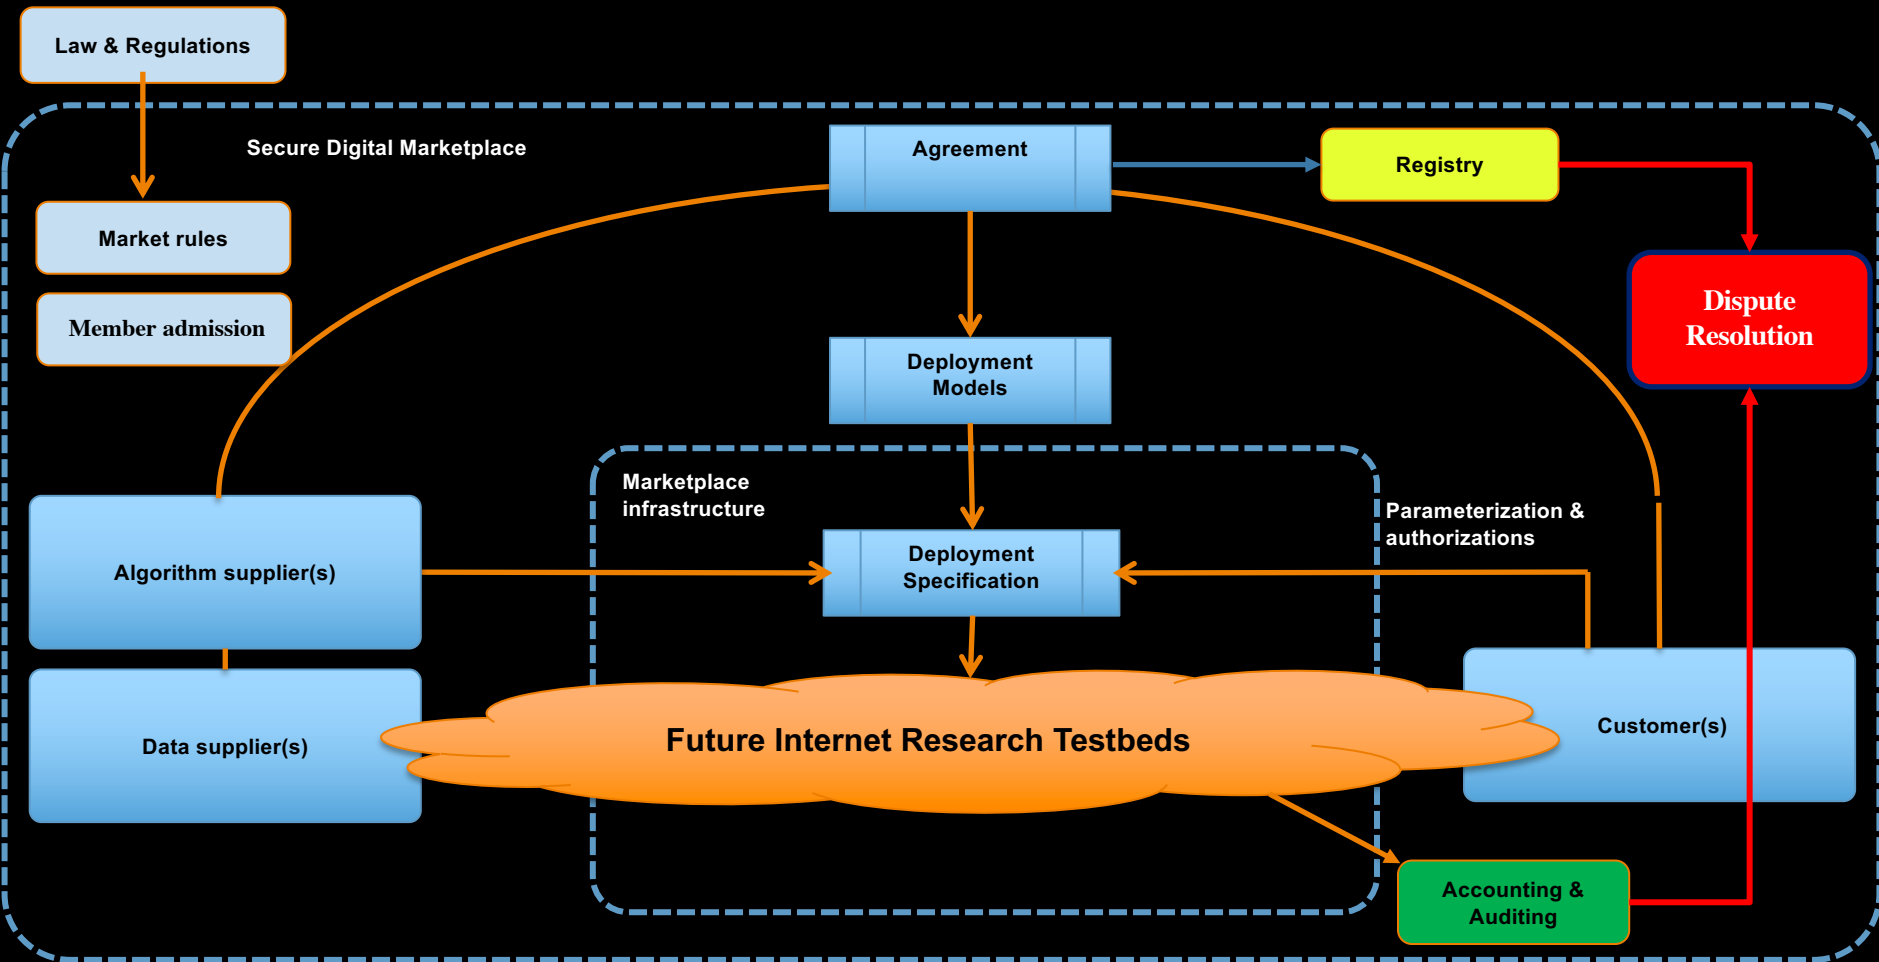 Law & Regulations
Secure Digital Marketplace
Agreement
Registry
Market rules
Member admission
Dispute
Resolution
Deployment
Models
Marketplace
infrastructure
Parameterization &
authorizations
Deployment
Specification
Algorithm supplier(s)
Data supplier(s)
Future Internet Research Testbeds
Customer(s)
Accounting &
Auditing